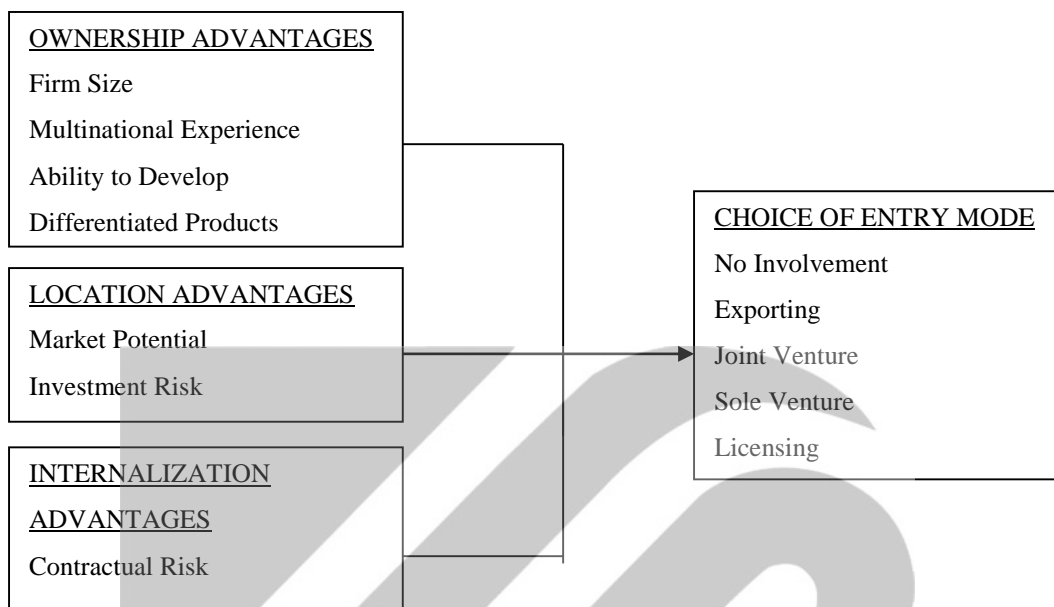 OWNERSHIP ADVANTAGES
Firm Size
Multinational Experience
Ability to Develop
Differentiated Products
LOCATION ADVANTAGES
Market Potential
Investment Risk
INTERNALIZATION
ADVANTAGES
Contractual Risk
CHOICE OF ENTRY MODE
No Involvement
Exporting
Joint Venture
Sole Venture
Licensing